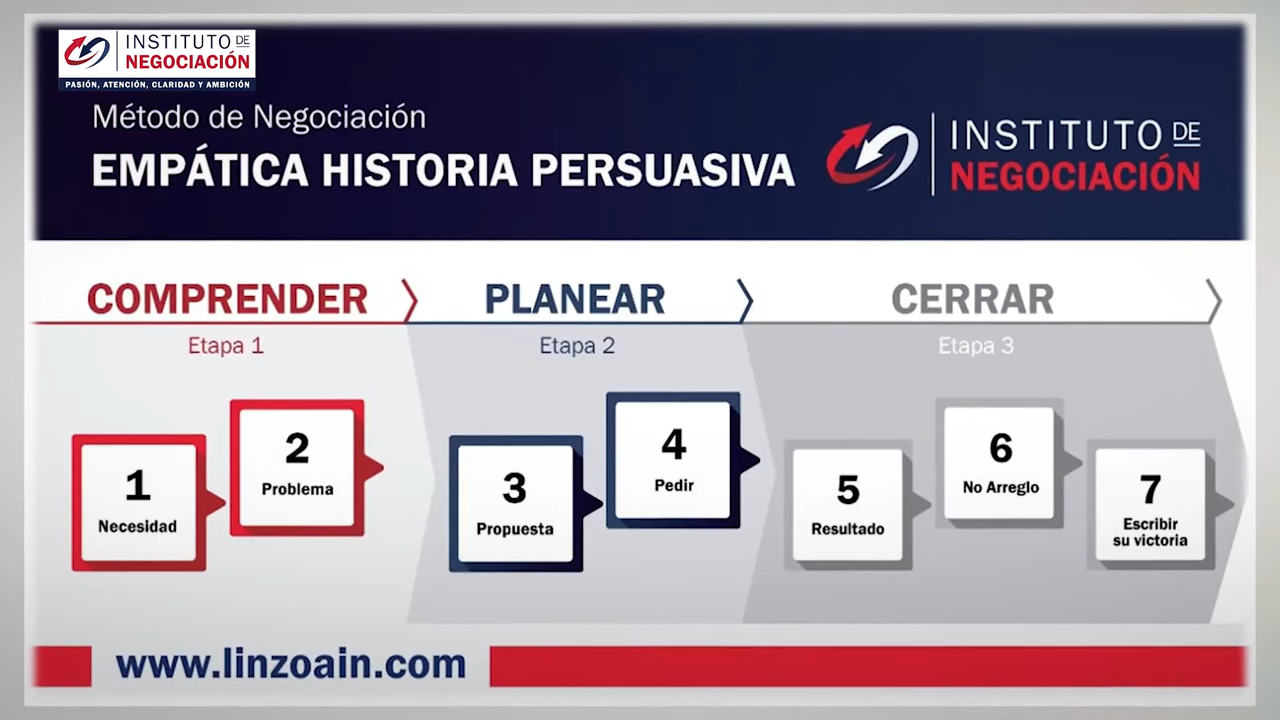 INSTITUTO DE
NEGOCIACIÓN
PASIÓN, ATENCIÓN, CLARIDAD Y AMBICIÓN
Método de Negociación
EMPÁTICA HISTORIA PERSUASIVA
INSTITUTO DE
NEGOCIACIÓN
COMPRENDER
Etapa 1
PLANEAR
Etapa 2
CERRAR
Etapa 3
1
Necesidad
2
Problema
3
Propuesta
4
Pedir
5
Resultado
6
No Arreglo
7
Escribir
su victoria
www.linzoain.com